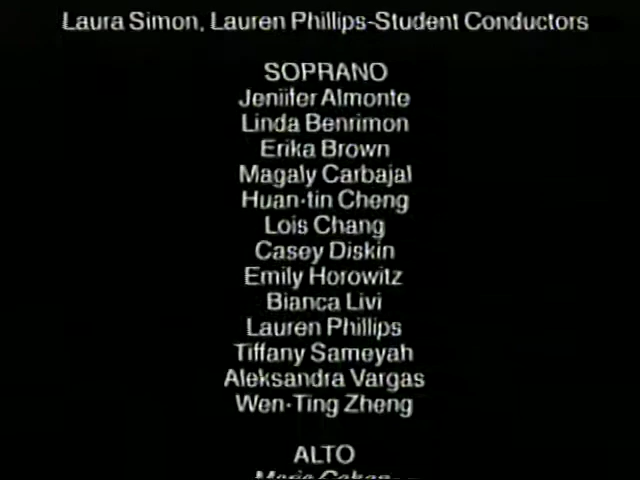 Laura Simon, Lauren Phillips-Student Conductors
SOPRANO
Jeniifer Almonte
Linda Benrimon
Erika Brown
Magaly Carbajal
Huan-tin Cheng
Lois Chang
Casey Diskin
Emily Horowitz
Bianca Livi
Lauren Phillips
Tiffany Sameyah
Aleksandra Vargas
Wen-Ting Zheng
ALTO